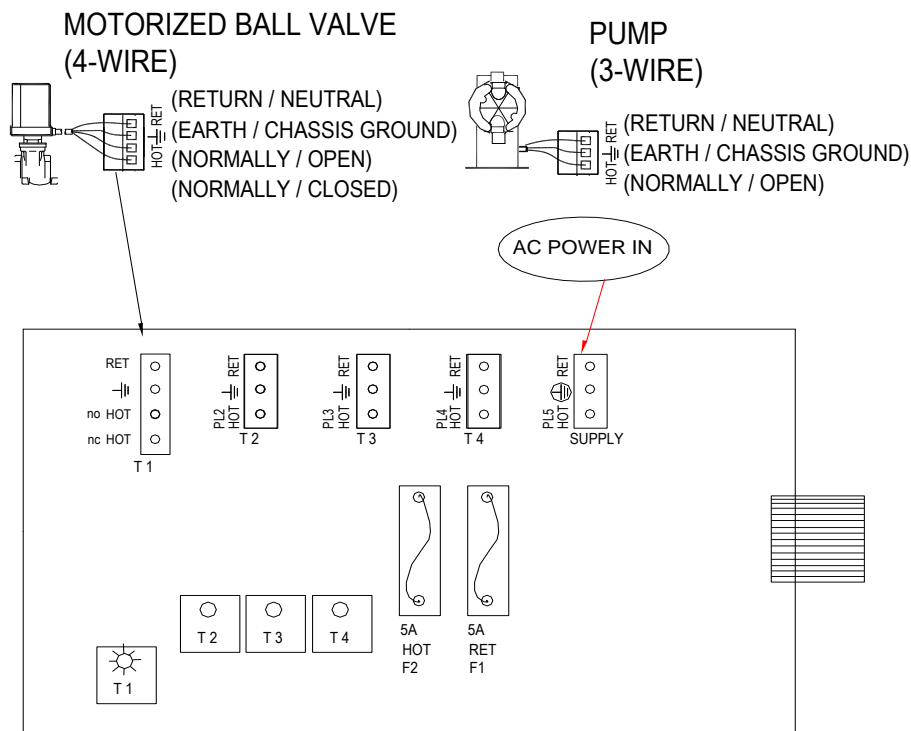 MOTORIZED BALL VALVE
(4-WIRE)
HOT RET
(RETURN / NEUTRAL)
(EARTH / CHASSIS GROUND)
(NORMALLY / OPEN)
(NORMALLY / CLOSED)
PUMP
(3-WIRE)
HOT RET
(RETURN / NEUTRAL)
(EARTH / CHASSIS GROUND)
(NORMALLY / OPEN)
AC POWER IN
RET
no HOT
nc HOT
T 1
PL2
HOT RET
T 2
PL3
HOT RET
T 3
PL4
HOT RET
T 4
PL5
HOT RET
SUPPLY
5A
HOT
F2
5A
RET
F1
T 2
T 3
T 4
T 1